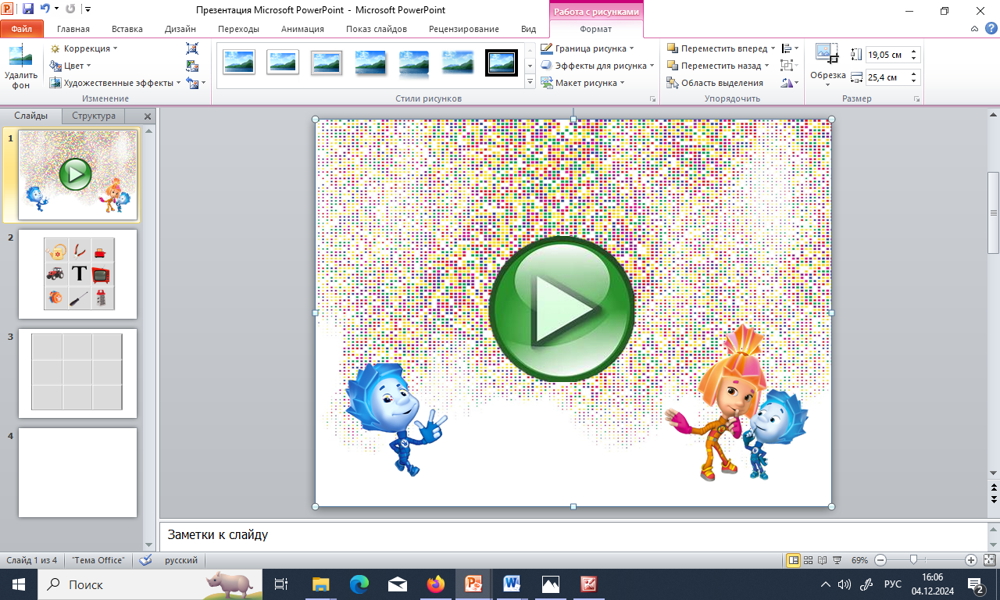 Презентация Microsoft PowerPoint - Microsoft PowerPoint
Работа с рисунками
Файл
Главная
Вставка
Дизайн
Переходы
Анимация
Показ слайдов
Рецензирование
Вид
Формат
Удалить фон
Коррекция
Цвет
Художественные эффекты
Изменение
Стили рисунков
Граница рисунка
Эффекты для рисунка
Макет рисунка
Переместить вперед
Переместить назад
Область выделения
Упорядочить
Обрезка
19,05 см
25,4 см
Размер
Слайды
Структура
1
2
T
3
4
Заметки к слайду
Слайд 1 из 4
"Тема Office"
русский
69%
Поиск
РУС
16:06
04.12.2024
2